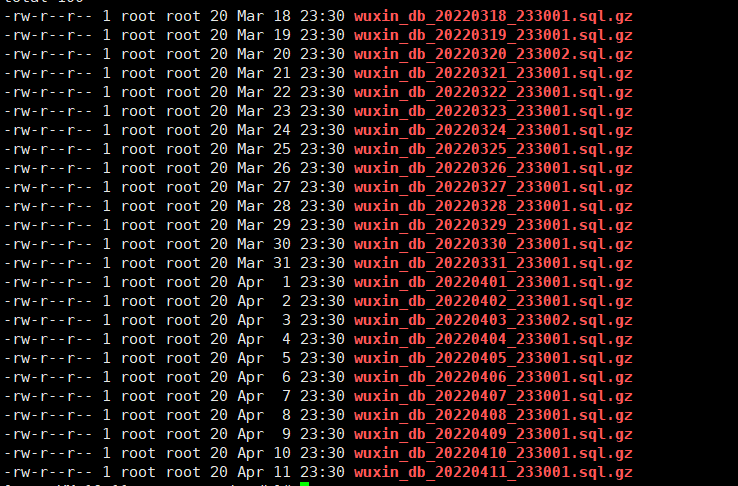 -rw-r--r-- 1 root root 20 Mar 18 23:30 wuxin_db_20220318_233001.sql.gz
-rw-r--r-- 1 root root 20 Mar 19 23:30 wuxin_db_20220319_233001.sql.gz
-rw-r--r-- 1 root root 20 Mar 20 23:30 wuxin_db_20220320_233002.sql.gz
-rw-r--r-- 1 root root 20 Mar 21 23:30 wuxin_db_20220321_233001.sql.gz
-rw-r--r-- 1 root root 20 Mar 22 23:30 wuxin_db_20220322_233001.sql.gz
-rw-r--r-- 1 root root 20 Mar 23 23:30 wuxin_db_20220323_233001.sql.gz
-rw-r--r-- 1 root root 20 Mar 24 23:30 wuxin_db_20220324_233001.sql.gz
-rw-r--r-- 1 root root 20 Mar 25 23:30 wuxin_db_20220325_233001.sql.gz
-rw-r--r-- 1 root root 20 Mar 26 23:30 wuxin_db_20220326_233001.sql.gz
-rw-r--r-- 1 root root 20 Mar 27 23:30 wuxin_db_20220327_233001.sql.gz
-rw-r--r-- 1 root root 20 Mar 28 23:30 wuxin_db_20220328_233001.sql.gz
-rw-r--r-- 1 root root 20 Mar 29 23:30 wuxin_db_20220329_233001.sql.gz
-rw-r--r-- 1 root root 20 Mar 30 23:30 wuxin_db_20220330_233001.sql.gz
-rw-r--r-- 1 root root 20 Mar 31 23:30 wuxin_db_20220331_233001.sql.gz
-rw-r--r-- 1 root root 20 Apr  1 23:30 wuxin_db_20220401_233001.sql.gz
-rw-r--r-- 1 root root 20 Apr  2 23:30 wuxin_db_20220402_233001.sql.gz
-rw-r--r-- 1 root root 20 Apr  3 23:30 wuxin_db_20220403_233002.sql.gz
-rw-r--r-- 1 root root 20 Apr  4 23:30 wuxin_db_20220404_233001.sql.gz
-rw-r--r-- 1 root root 20 Apr  5 23:30 wuxin_db_20220405_233001.sql.gz
-rw-r--r-- 1 root root 20 Apr  6 23:30 wuxin_db_20220406_233001.sql.gz
-rw-r--r-- 1 root root 20 Apr  7 23:30 wuxin_db_20220407_233001.sql.gz
-rw-r--r-- 1 root root 20 Apr  8 23:30 wuxin_db_20220408_233001.sql.gz
-rw-r--r-- 1 root root 20 Apr  9 23:30 wuxin_db_20220409_233001.sql.gz
-rw-r--r-- 1 root root 20 Apr 10 23:30 wuxin_db_20220410_233001.sql.gz
-rw-r--r-- 1 root root 20 Apr 11 23:30 wuxin_db_20220411_233001.sql.gz